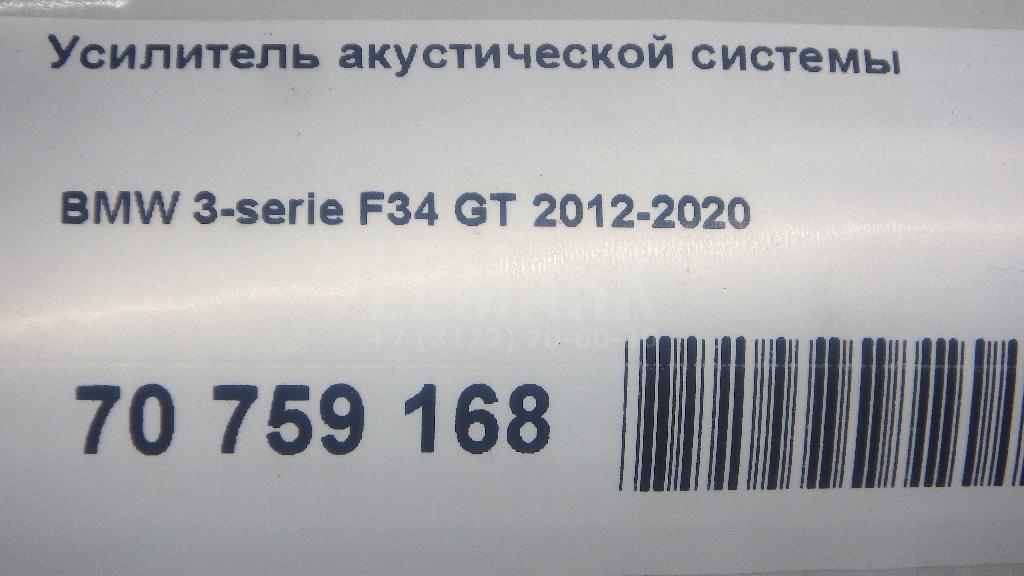 Усилитель акустической системы
BMW 3-serie F34 GT 2012-2020
70 759 168